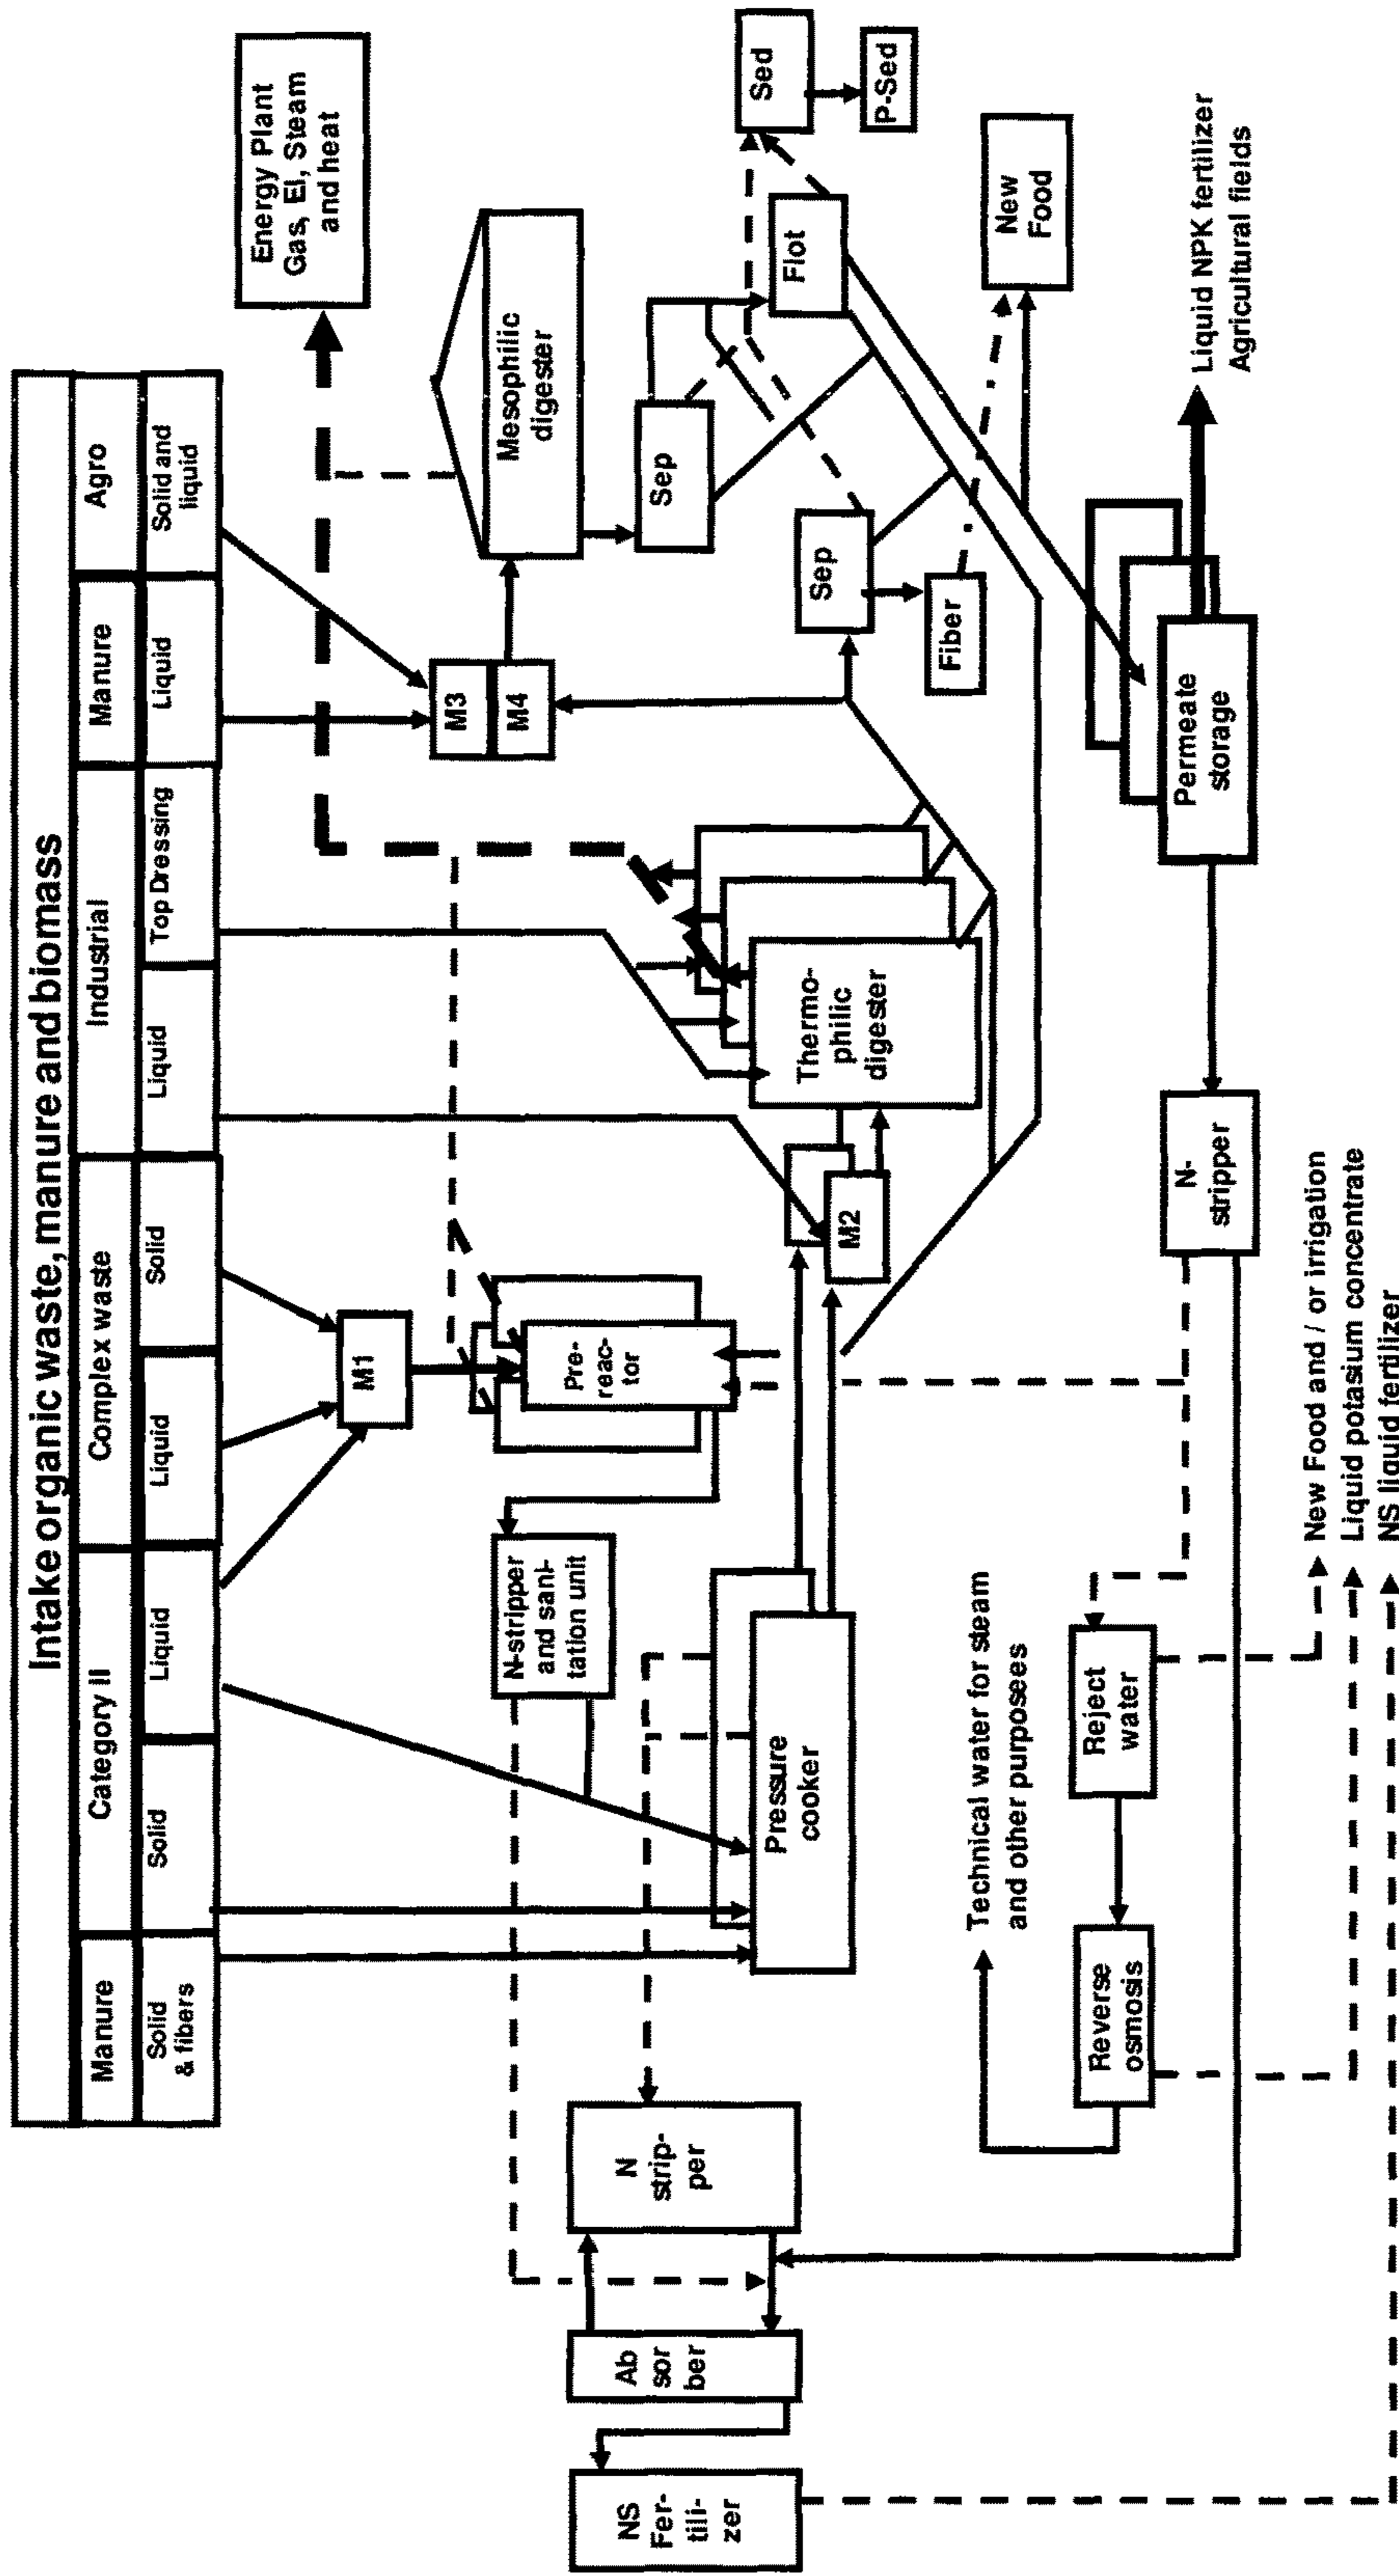 Intake organic waste, manure and biomass
Manure
Category II
Complex waste
Industrial
Manure
Agro
Solid
& fibers
Solid
Liquid
Liquid
Solid
Liquid
Top Dressing
Liquid
Solid and
liquid
Energy Plant
Gas, El, Steam
and heat
M1
M3
M4
Mesophilic
digester
Pre-
reac-
tor
N-stripper
and sani-
tation unit
NS
Fer-
tili-
zer
Ab
sor
ber
N
strip-
per
Pressure
cooker
M2
Thermo-
philic
digester
Sep
Sep
Fiber
Flot
Sed
P-Sed
New
Food
Technical water for steam
and other purposees
Reverse
osmosis
Reject
water
N-
stripper
Permeate
storage
Liquid NPK fertilizer
Agricultural fields
New Food and / or irrigation
Liquid potasium concentrate
NS liquid fertilizer